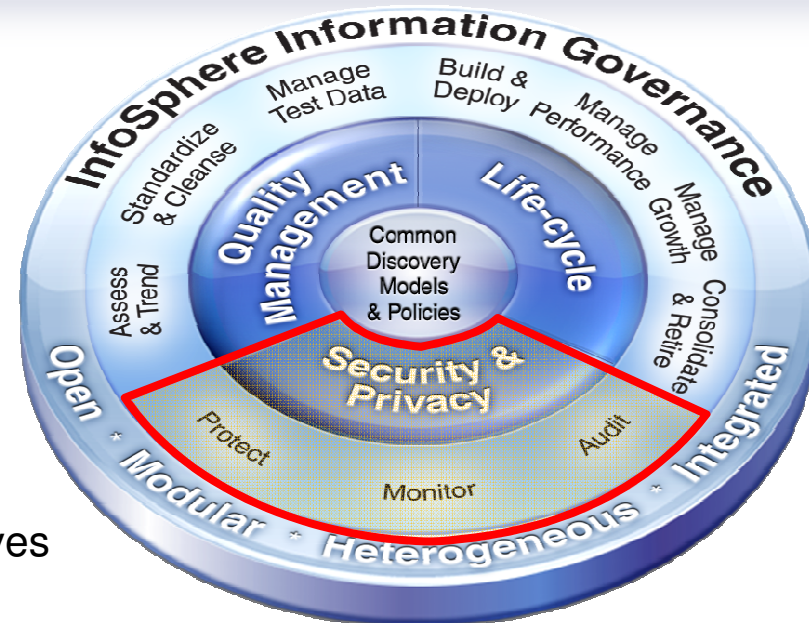 InfoSphere Information Governance
Assess
& Trend
Standardize
& Cleanse
Manage
Test Data
Build &
Deploy
Manage
Performance
Manage
Growth
Consolidate
& Retire
Quality
Management
Life-cycle
Common
Discovery
Models
& Policies
Security &
Privacy
Protect
Monitor
Audit
Open * Modular * Heterogeneous * Integrated